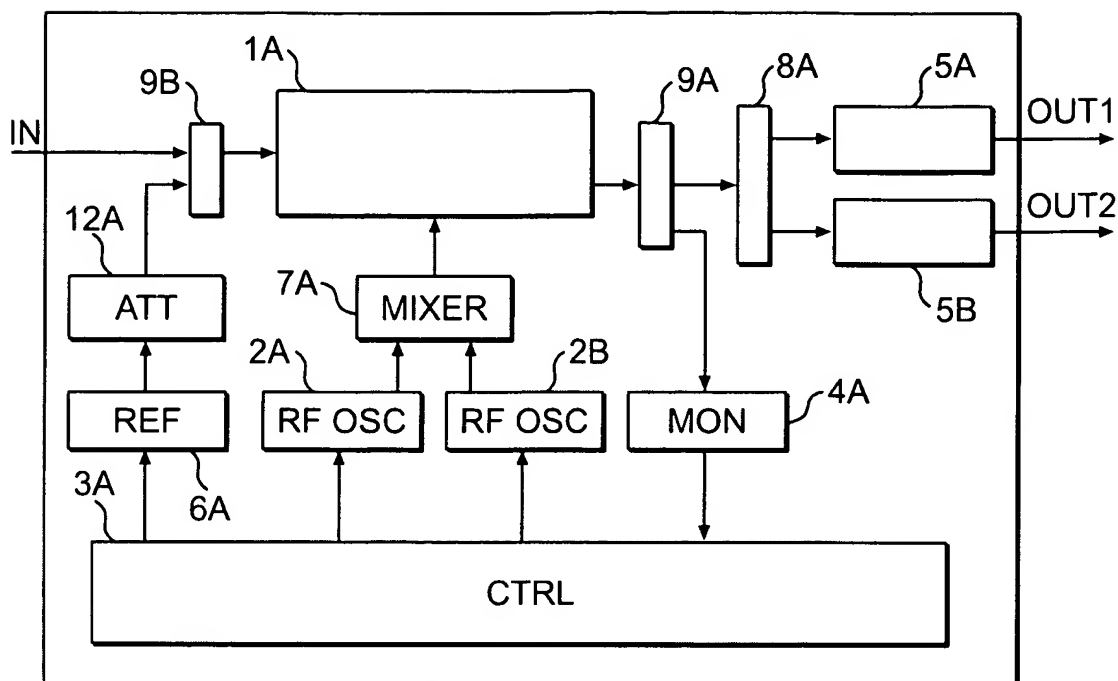 1A
9B
9A
8A
5A
IN
OUT1
OUT2
12A
ATT
7A
MIXER
5B
2A
2B
4A
REF
RF OSC
RF OSC
MON
3A
6A
CTRL